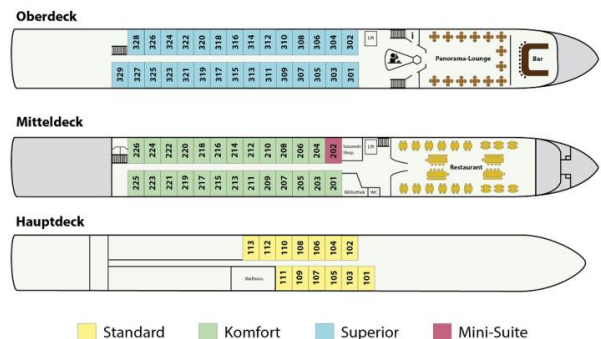 Oberdeck
328 326 324 322 320 318 316 314 312 310 308 306 304 302
Lift
Panorama-Lounge
Bar
329 327 325 323 321 319 317 315 313 311 309 307 305 303 301
Mitteldeck
226 224 222 220 218 216 214 212 210 208 206 204 202
Souvenir
Shop
Lift
Restaurant
225 223 221 219 217 215 213 211 209 207 205 203 201
Bibliothek
WC
Hauptdeck
113 112 110 108 106 104 102
Wellness
111 109 107 105 103 101
Standard
Komfort
Superior
Mini-Suite